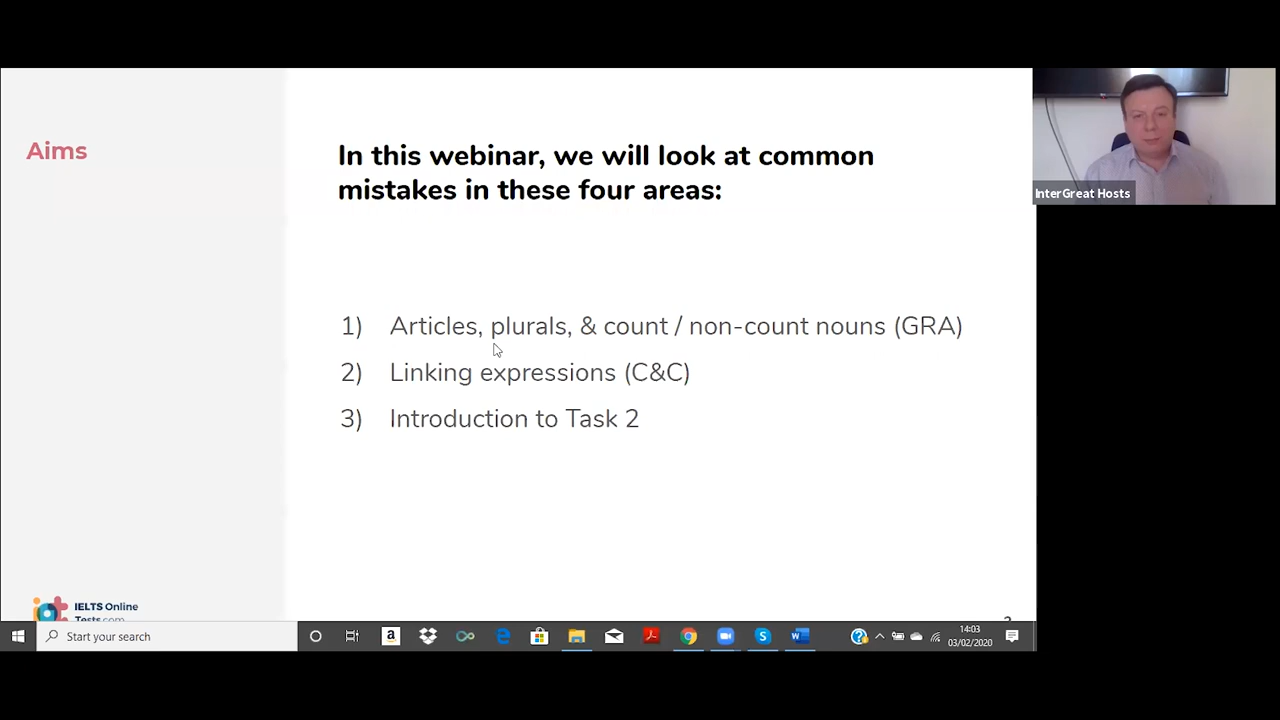 Aims
In this webinar, we will look at common
mistakes in these four areas:
1) Articles, plurals, & count / non-count nouns (GRA)
2) Linking expressions (C&C)
3) Introduction to Task 2
InterGreat Hosts
IELTS Online
Tests.com
Start your search
14:03
03/02/2020